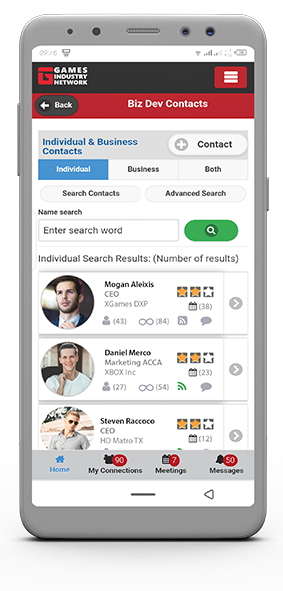 09:16
GAMES
INDUSTRY
NETWORK
Back
Biz Dev Contacts
Individual & Business
Contacts
Contact
Individual Business Both
Search Contacts Advanced Search
Name search
Enter search word
Individual Search Results: (Number of results)
Mogan Aleixis
CEO
XGames DXP
(38)
(43) (84)
Daniel Merco
Marketing ACCA
XBOX Inc
(23)
(27) (54)
Steven Raccoco
CEO
HD Matro TX
(12)
90 7 50
Home My Connections Meetings Messages